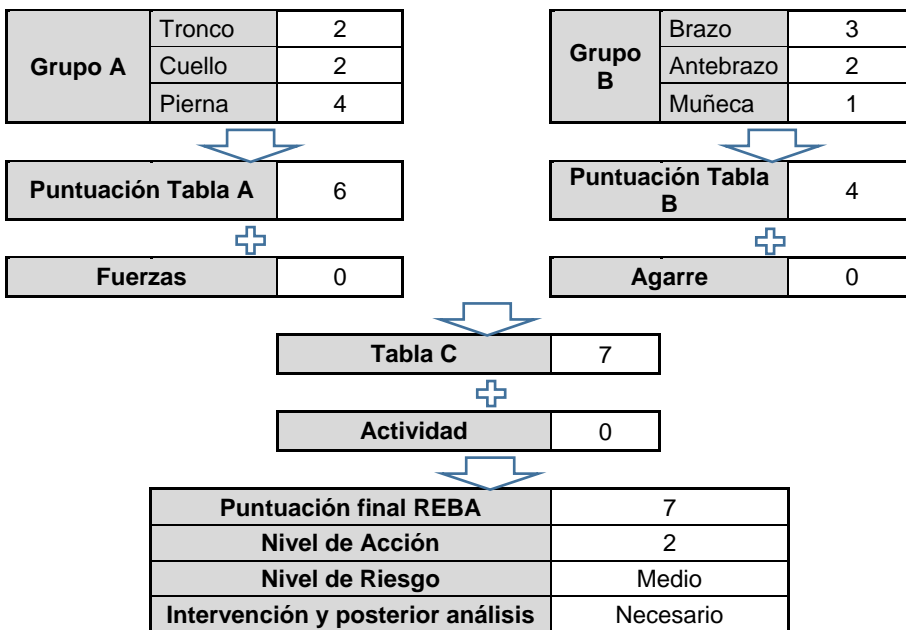 Grupo A
Tronco 2
Cuello 2
Pierna 4
Grupo
B
Brazo 3
Antebrazo 2
Muñeca 1
Puntuación Tabla A 6
Puntuación Tabla
B
4
Fuerzas 0
Agarre 0
Tabla C 7
Actividad 0
Puntuación final REBA 7
Nivel de Acción 2
Nivel de Riesgo Medio
Intervención y posterior análisis Necesario